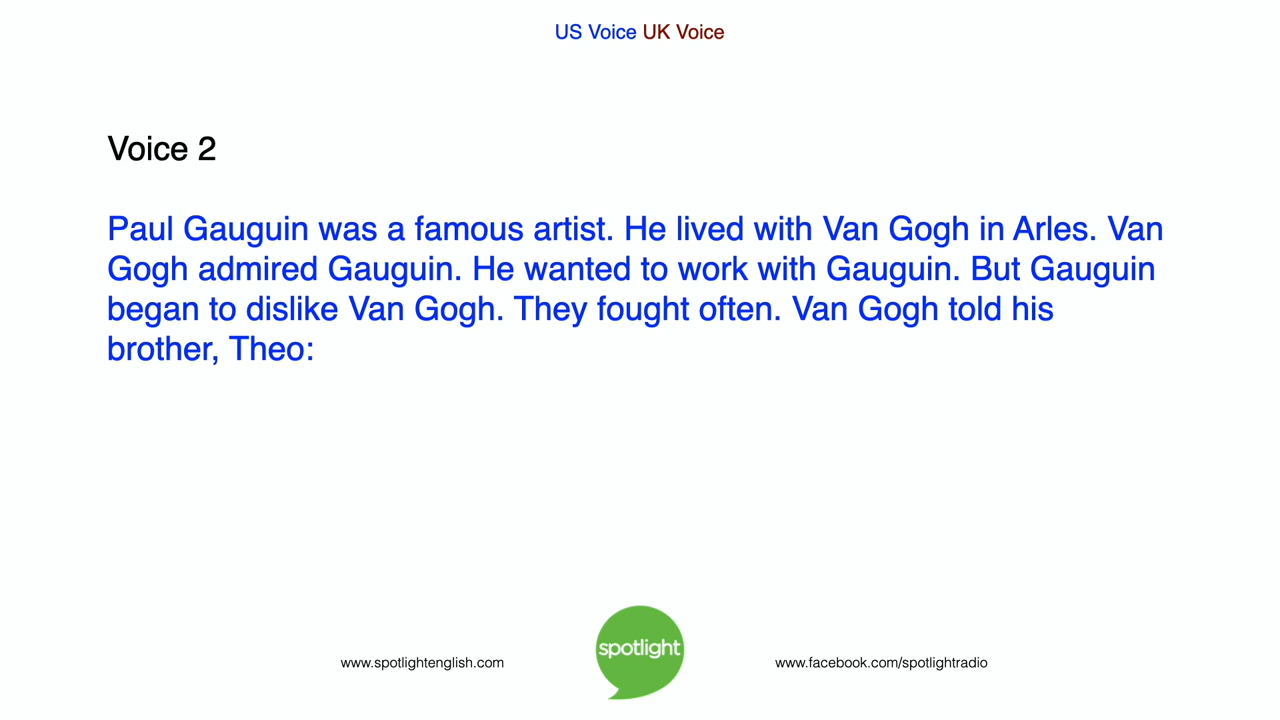 US Voice UK Voice
Voice 2
Paul Gauguin was a famous artist. He lived with Van Gogh in Arles. Van
Gogh admired Gauguin. He wanted to work with Gauguin. But Gauguin
began to dislike Van Gogh. They fought often. Van Gogh told his
brother, Theo:
spotlight
www.spotlightenglish.com
www.facebook.com/spotlightradio